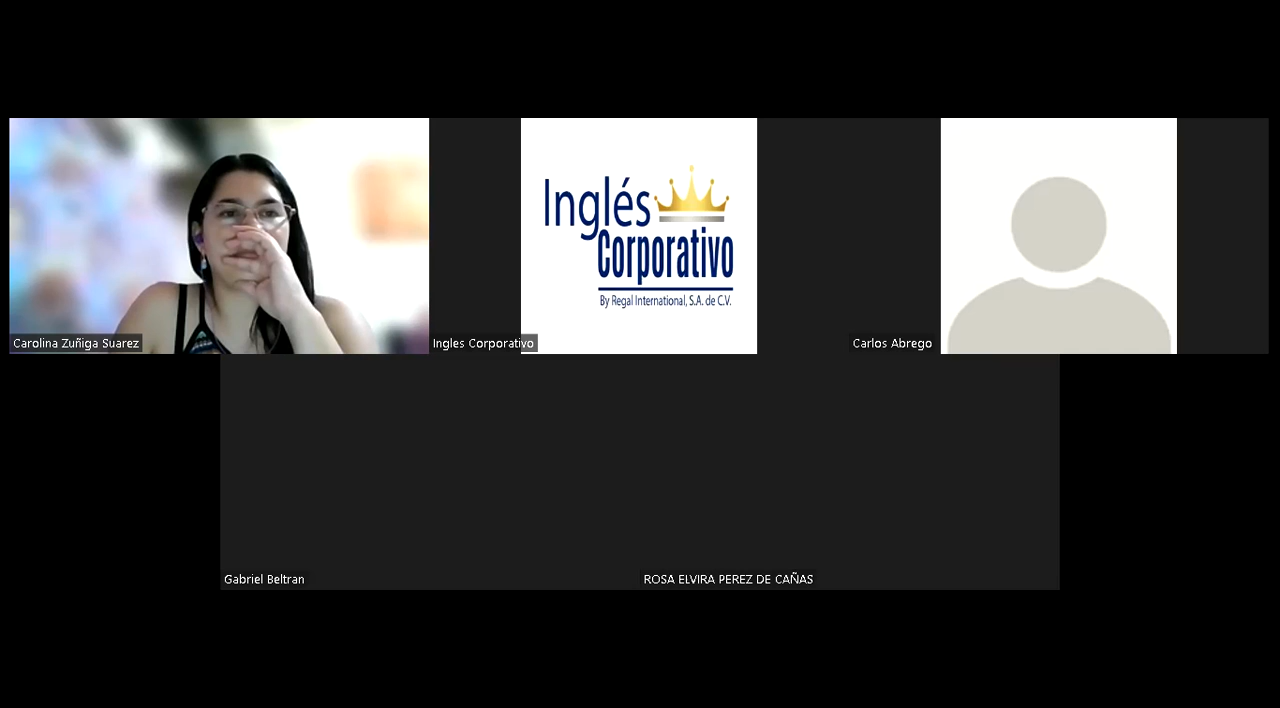 Inglés
Corporativo
By Regal International, S.A. de C.V.
Carolina Zuñiga Suarez
Ingles Corporativo
Carlos Abrego
Gabriel Beltran
ROSA ELVIRA PEREZ DE CAÑAS